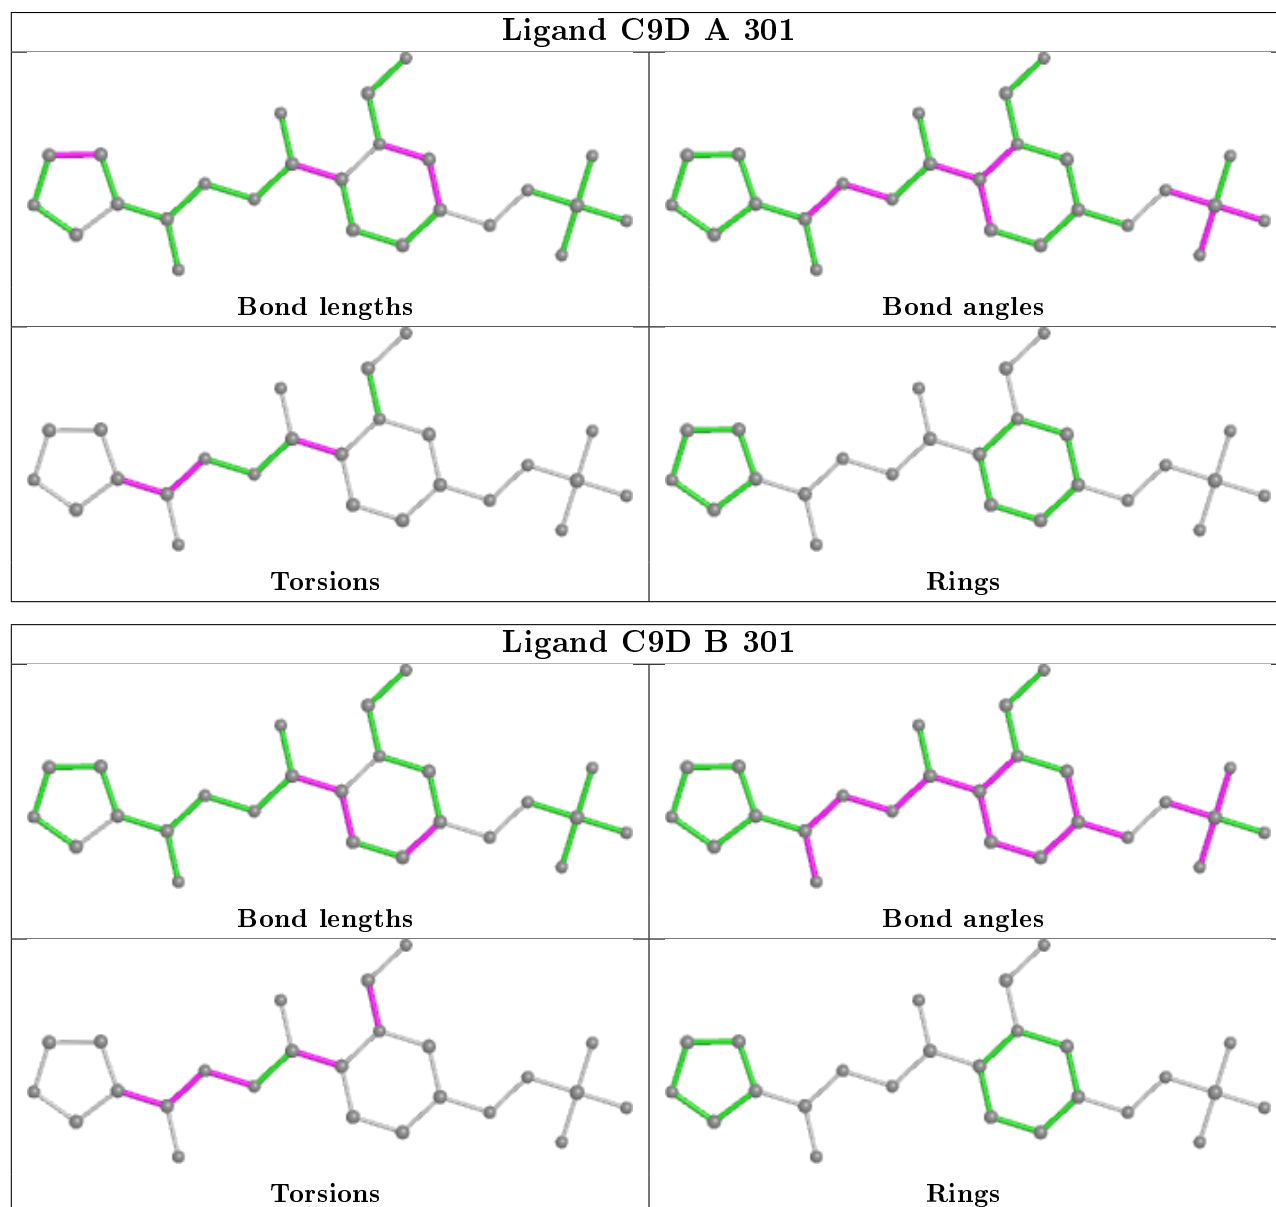 Ligand C9D A 301
Bond lengths
Bond angles
Torsions
Rings
Ligand C9D B 301
Bond lengths
Bond angles
Torsions
Rings